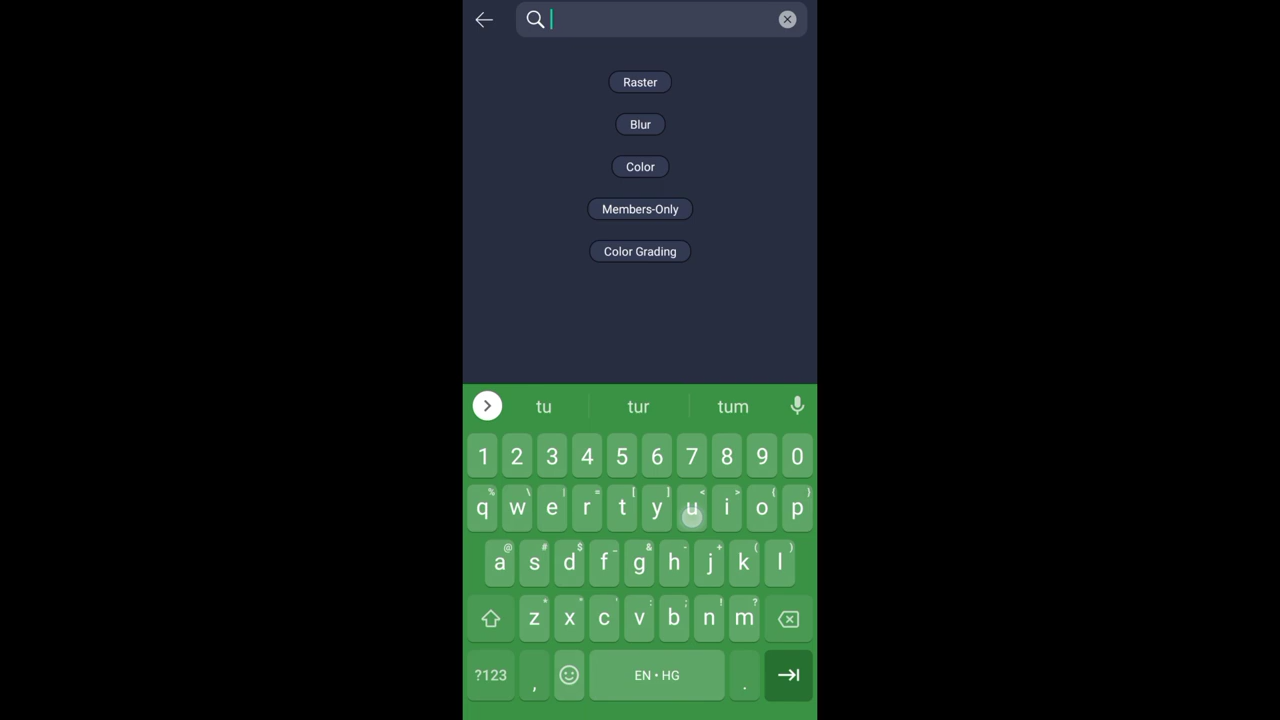 Raster
Blur
Color
Members-Only
Color Grading
tu tur tum
1 2 3 4 5 6 7 8 9 0
% \ | = [ ] < > { }
q w e r t y u i o p
@ # $ _ & - + ( )
a s d f g h j k l
* " ' : ; ! ?
z x c v b n m
?123 , EN • HG .